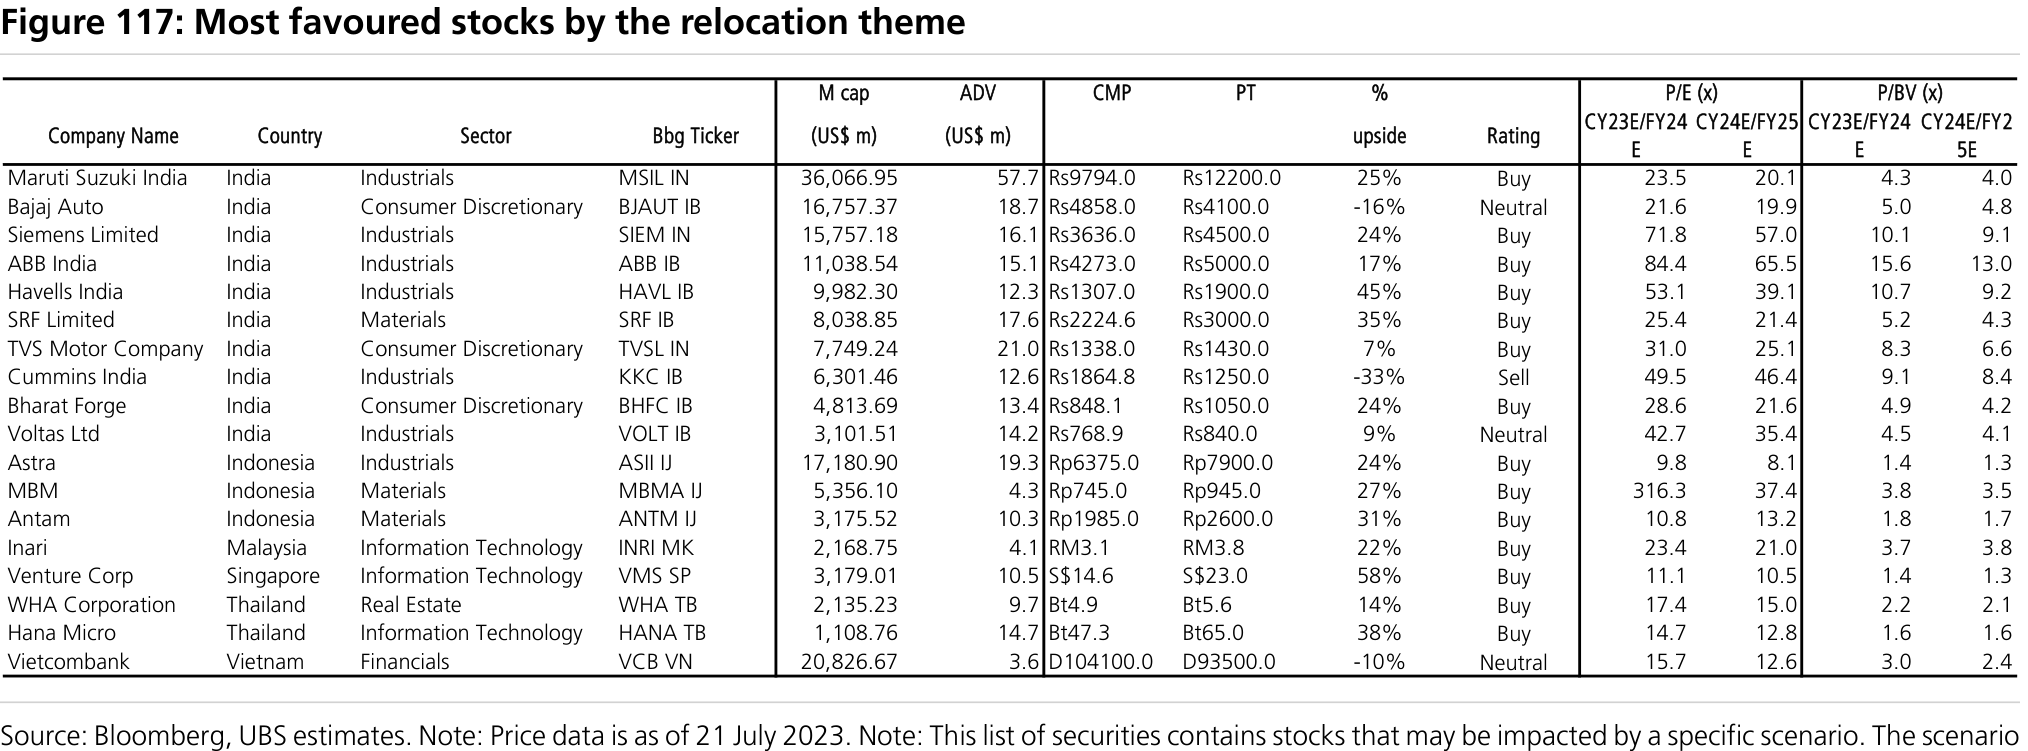 Figure 117: Most favoured stocks by the relocation theme
M cap ADV CMP PT % P/E (x) P/BV (x)
Company Name Country Sector Bbg Ticker (US$ m) (US$ m) upside Rating CY23E/FY24 CY24E/FY25 CY23E/FY24 CY24E/FY2
E E E 5E
Maruti Suzuki India India Industrials MSIL IN 36,066.95 57.7 Rs9794.0 Rs12200.0 25% Buy 23.5 20.1 4.3 4.0
Bajaj Auto India Consumer Discretionary BJAUT IB 16,757.37 18.7 Rs4858.0 Rs4100.0 -16% Neutral 21.6 19.9 5.0 4.8
Siemens Limited India Industrials SIEM IN 15,757.18 16.1 Rs3636.0 Rs4500.0 24% Buy 71.8 57.0 10.1 9.1
ABB India India Industrials ABB IB 11,038.54 15.1 Rs4273.0 Rs5000.0 17% Buy 84.4 65.5 15.6 13.0
Havells India India Industrials HAVL IB 9,982.30 12.3 Rs1307.0 Rs1900.0 45% Buy 53.1 39.1 10.7 9.2
SRF Limited India Materials SRF IB 8,038.85 17.6 Rs2224.6 Rs3000.0 35% Buy 25.4 21.4 5.2 4.3
TVS Motor Company India Consumer Discretionary TVSL IN 7,749.24 21.0 Rs1338.0 Rs1430.0 7% Buy 31.0 25.1 8.3 6.6
Cummins India India Industrials KKC IB 6,301.46 12.6 Rs1864.8 Rs1250.0 -33% Sell 49.5 46.4 9.1 8.4
Bharat Forge India Consumer Discretionary BHFC IB 4,813.69 13.4 Rs848.1 Rs1050.0 24% Buy 28.6 21.6 4.9 4.2
Voltas Ltd India Industrials VOLT IB 3,101.51 14.2 Rs768.9 Rs840.0 9% Neutral 42.7 35.4 4.5 4.1
Astra Indonesia Industrials ASII IJ 17,180.90 19.3 Rp6375.0 Rp7900.0 24% Buy 9.8 8.1 1.4 1.3
MBM Indonesia Materials MBMA IJ 5,356.10 4.3 Rp745.0 Rp945.0 27% Buy 316.3 37.4 3.8 3.5
Antam Indonesia Materials ANTM IJ 3,175.52 10.3 Rp1985.0 Rp2600.0 31% Buy 10.8 13.2 1.8 1.7
Inari Malaysia Information Technology INRI MK 2,168.75 4.1 RM3.1 RM3.8 22% Buy 23.4 21.0 3.7 3.8
Venture Corp Singapore Information Technology VMS SP 3,179.01 10.5 S$14.6 S$23.0 58% Buy 11.1 10.5 1.4 1.3
WHA Corporation Thailand Real Estate WHA TB 2,135.23 9.7 Bt4.9 Bt5.6 14% Buy 17.4 15.0 2.2 2.1
Hana Micro Thailand Information Technology HANA TB 1,108.76 14.7 Bt47.3 Bt65.0 38% Buy 14.7 12.8 1.6 1.6
Vietcombank Vietnam Financials VCB VN 20,826.67 3.6 D104100.0 D93500.0 -10% Neutral 15.7 12.6 3.0 2.4
Source: Bloomberg, UBS estimates. Note: Price data is as of 21 July 2023. Note: This list of securities contains stocks that may be impacted by a specific scenario. The scenario